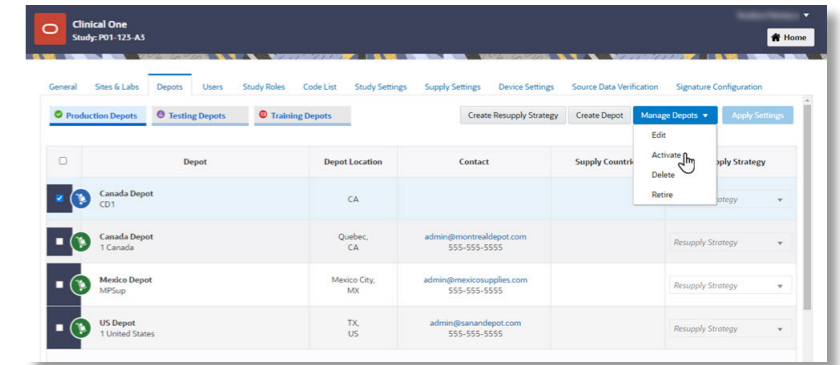 Clinical One
Study: P01-123-A3
Home
General Sites & Labs Depots Users Study Roles Code List Study Settings Supply Settings Device Settings Source Data Verification Signature Configuration
Production Depots Testing Depots Training Depots Create Resupply Strategy Create Depot Manage Depots Apply Settings
Edit
Activate
Delete
Retire
Depot Depot Location Contact Supply Strategy
Canada Depot
CD1
CA
Canada Depot
1 Canada
Quebec,
CA
admin@montrealdepot.com
555-555-5555
Resupply Strategy
Mexico Depot
MPSup
Mexico City,
MX
admin@mexicosupplies.com
555-555-5555
Resupply Strategy
US Depot
1 United States
TX,
US
admin@sanandepot.com
555-555-5555
Resupply Strategy